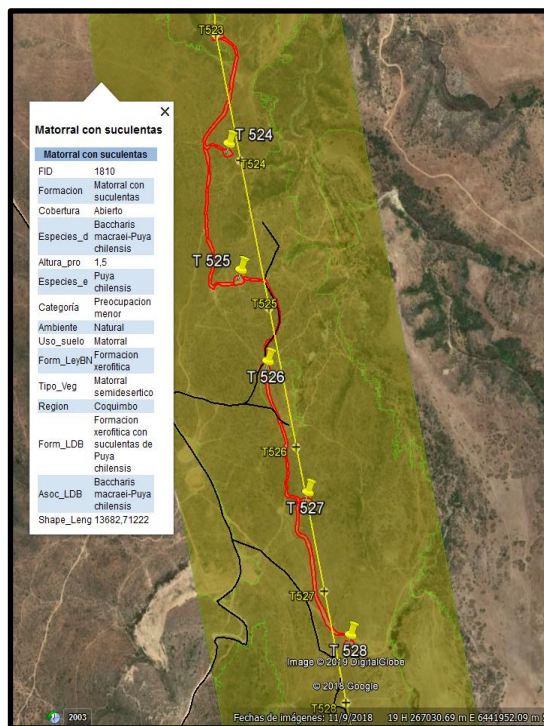 T523
T 524
T524
Matorral con suculentas
Matorral con suculentas
FID 1810
Formacion Matorral con
suculentas
Cobertura Abierto
Especies_d Baccharis
macraei-Puya
chilensis
Altura_pro 1,5
Especies_e Puya
chilensis
Categoría Preocupacion
menor
Ambiente Natural
Uso_suelo Matorral
Form_LeyBN Formacion
xerofitica
Tipo_Veg Matorral
semidesertico
Region Coquimbo
Form_LDB Formacion
xerofitica con
suculentas de
Puya
chilensis
Asoc_LDB Baccharis
macraei-Puya
chilensis
Shape_Leng 13682,71222
T 525
T525
T 526
T526
T 527
T527
T 528
Image © 2019 DigitalGlobe
© 2018 Google
T528
2003
Fechas de imágenes: 11/9/2018 19 H 267030.69 m E 6441952.09 m S